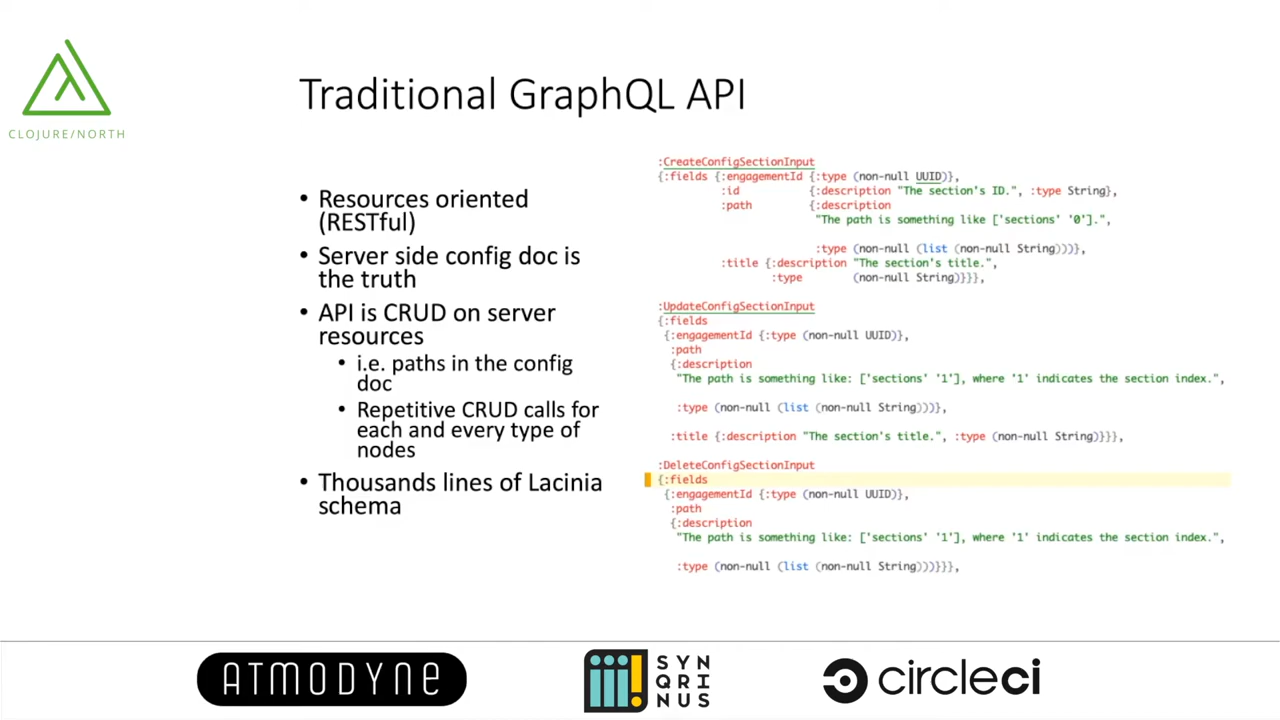 CLOJURE/NORTH
Traditional GraphQL API
• Resources oriented
(RESTful)
• Server side config doc is
the truth
• API is CRUD on server
resources
• i.e. paths in the config
doc
• Repetitive CRUD calls for
each and every type of
nodes
• Thousands lines of Lacinia
schema
:CreateConfigSectionInput
{:fields {:engagementId {:type (non-null UUID)},
:id {:description "The section's ID.", :type String},
:path {:description
"The path is something like ['sections' '0'].",
:type (non-null (list (non-null String)))},
:title {:description "The section's title.",
:type (non-null String)}}},
:UpdateConfigSectionInput
{:fields
{:engagementId {:type (non-null UUID)},
:path
{:description
"The path is something like: ['sections' '1'], where '1' indicates the section index.",
:type (non-null (list (non-null String)))},
:title {:description "The section's title.", :type (non-null String)}}},
:DeleteConfigSectionInput
{:fields
{:engagementId {:type (non-null UUID)},
:path
{:description
"The path is something like: ['sections' '1'], where '1' indicates the section index.",
:type (non-null (list (non-null String)))}}},
ATMODYNE
SYN
QRI
NUS
circleci